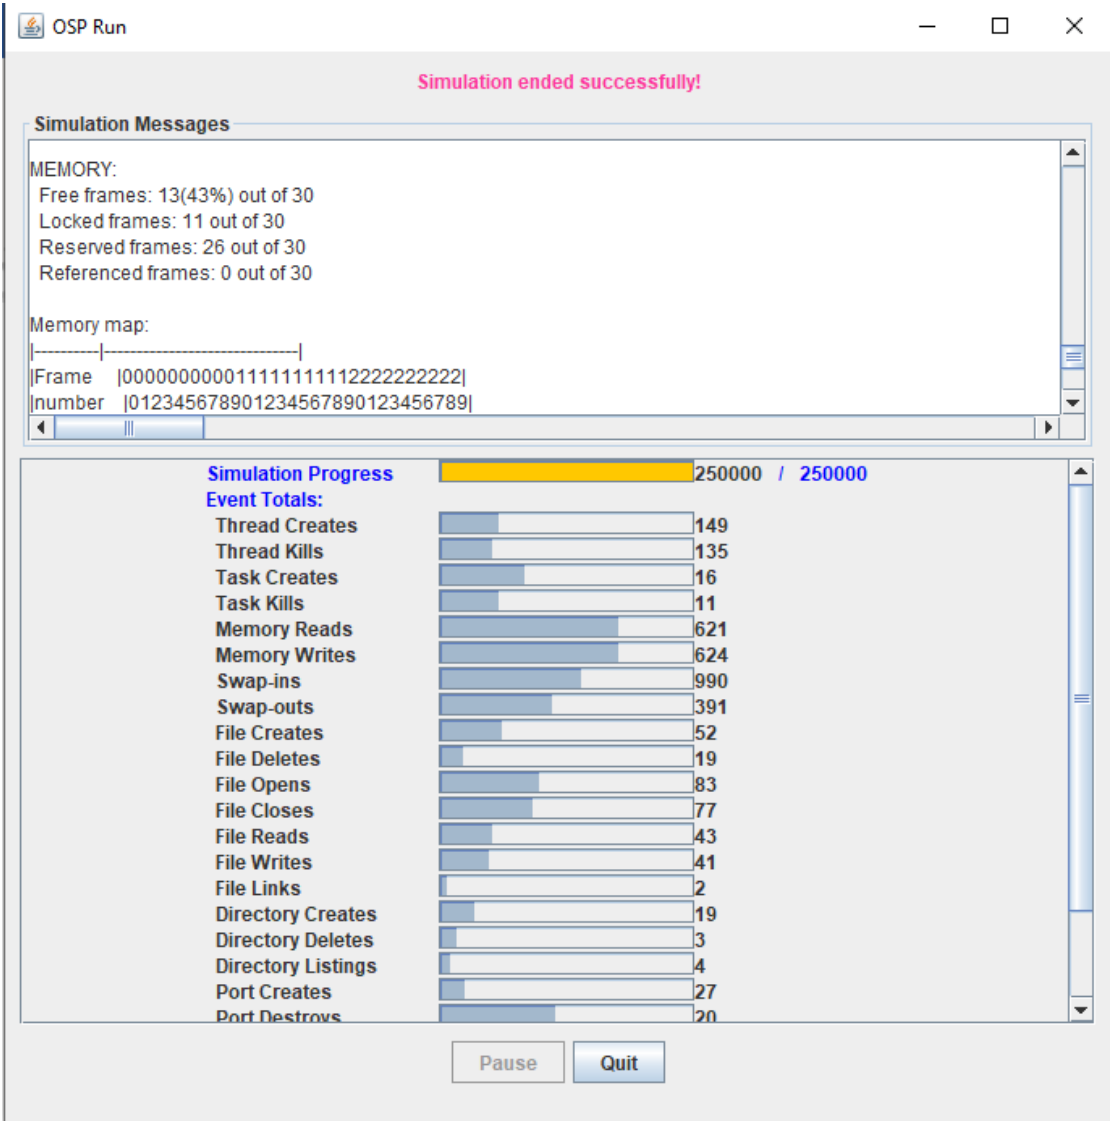 OSP Run
Simulation ended successfully!
Simulation Messages
MEMORY:
Free frames: 13(43%) out of 30
Locked frames: 11 out of 30
Reserved frames: 26 out of 30
Referenced frames: 0 out of 30
Memory map:
|----------|------------------------------|
|Frame |000000000011111111112222222222|
|number |012345678901234567890123456789|
Simulation Progress 250000 / 250000
Event Totals:
Thread Creates 149
Thread Kills 135
Task Creates 16
Task Kills 11
Memory Reads 621
Memory Writes 624
Swap-ins 990
Swap-outs 391
File Creates 52
File Deletes 19
File Opens 83
File Closes 77
File Reads 43
File Writes 41
File Links 2
Directory Creates 19
Directory Deletes 3
Directory Listings 4
Port Creates 27
Port Destroys 20
Pause Quit